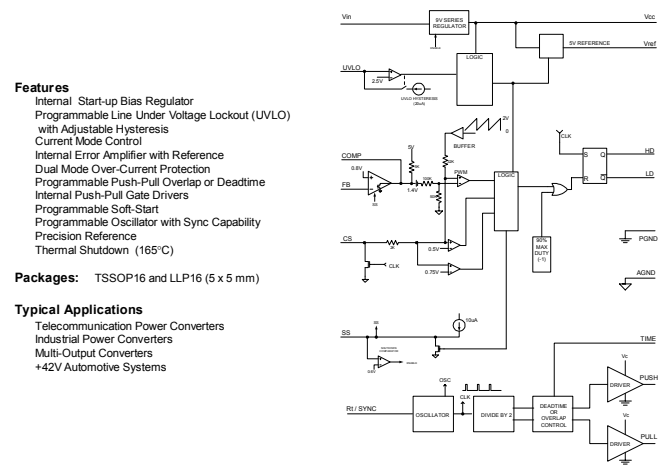 Features
Internal Start-up Bias Regulator
Programmable Line Under Voltage Lockout (UVLO)
with Adjustable Hysteresis
Current Mode Control
Internal Error Amplifier with Reference
Dual Mode Over-Current Protection
Programmable Push-Pull Overlap or Deadtime
Internal Push-Pull Gate Drivers
Programmable Soft-Start
Programmable Oscillator with Sync Capability
Precision Reference
Thermal Shutdown (165°C)
Packages: TSSOP16 and LLP16 (5 x 5 mm)
Typical Applications
Telecommunication Power Converters
Industrial Power Converters
Multi-Output Converters
+42V Automotive Systems
Vin
9V SERIES
REGULATOR
Vcc
5V REFERENCE
Vref
UVLO
2.5V
LOGIC
UVLO HYSTERESIS
(20uA)
2V
0
BUFFER
CLK
5V
COMP
0.8V
FB
SS
1.4V
100K
PWM
LOGIC
S
Q
R
Q
HD
LD
CS
2K
CLK
0.5V
0.75V
90%
MAX
DUTY
(-1)
PGND
AGND
SS
SS
10uA
TIME
OSC
CLK
Rt / SYNC
OSCILLATOR
DIVIDE BY 2
DEADTIME
OR
OVERLAP
CONTROL
Vc
DRIVER
PUSH
Vc
DRIVER
PULL